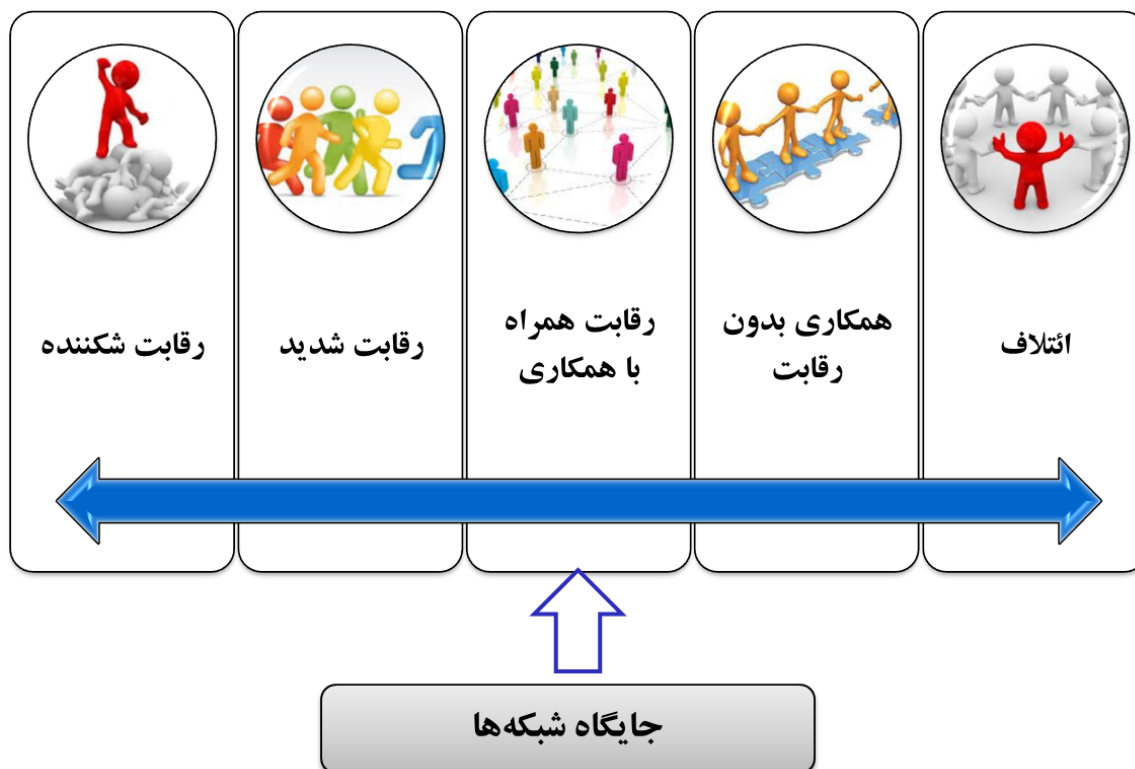 ائتلاف
همکاری بدون
رقابت
رقابت همراه
با همکاری
رقابت شدید
رقابت شکننده
جایگاه شبکه‌ها